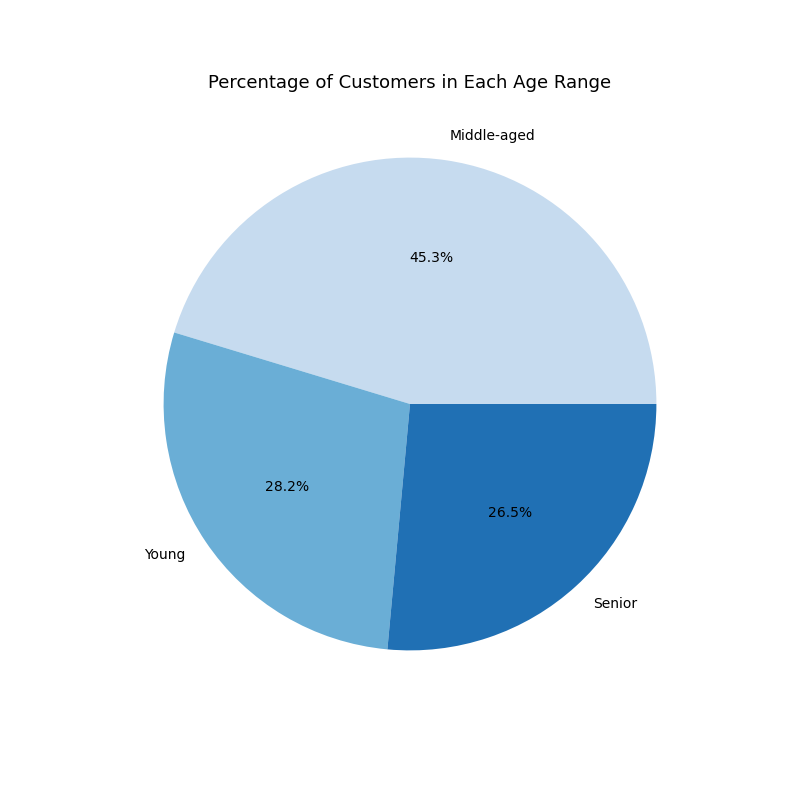 Percentage of Customers in Each Age Range
Middle-aged
45.3%
28.2%
26.5%
Young
Senior